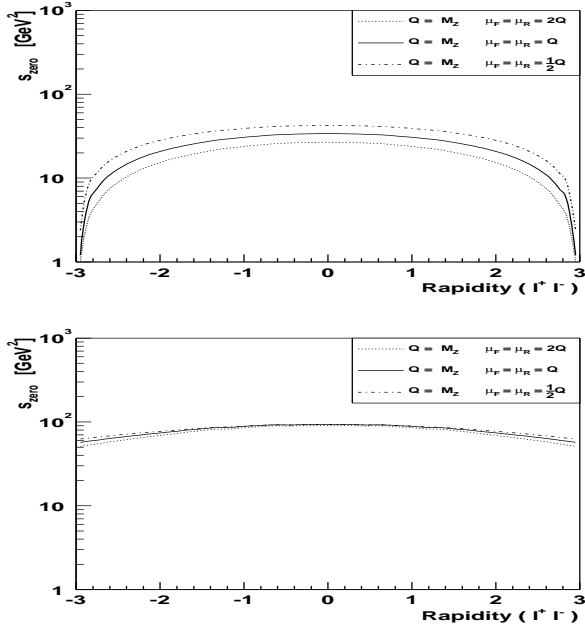 s_zero [GeV²]
10³
10²
10
1
Q = M_Z μ_F = μ_R = 2Q
Q = M_Z μ_F = μ_R = Q
Q = M_Z μ_F = μ_R = ½Q
-3 -2 -1 0 1 2 3
Rapidity ( l⁺ l⁻ )
s_zero [GeV²]
10³
10²
10
1
Q = M_Z μ_F = μ_R = 2Q
Q = M_Z μ_F = μ_R = Q
Q = M_Z μ_F = μ_R = ½Q
-3 -2 -1 0 1 2 3
Rapidity ( l⁺ l⁻ )